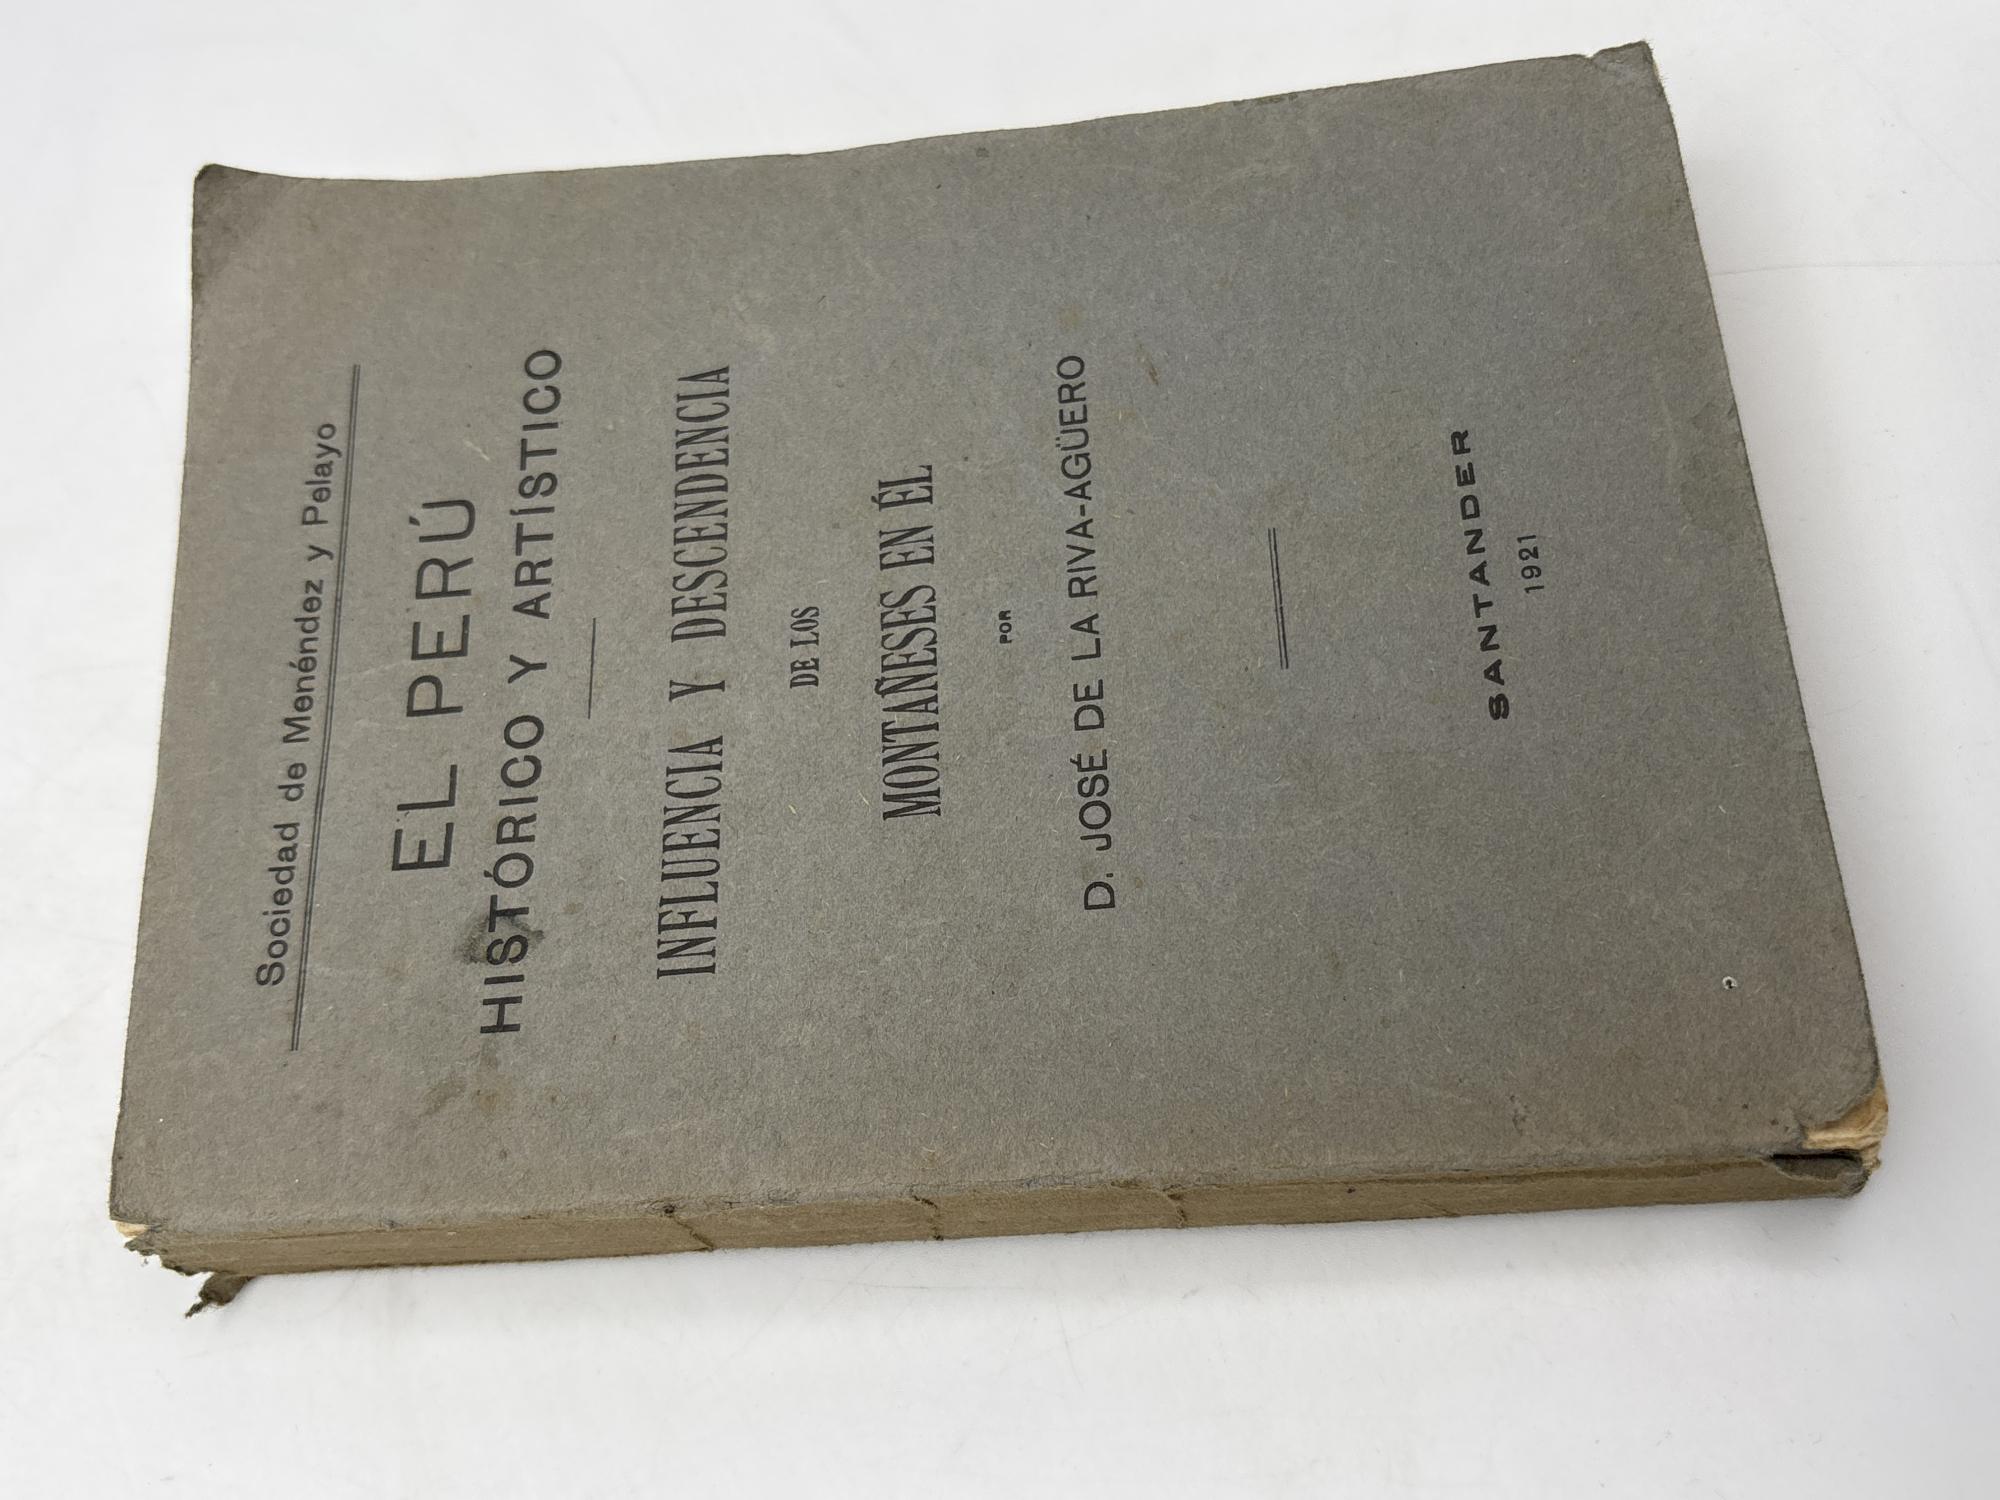 Sociedad de Menéndez y Pelayo
EL PERÚ
HISTÓRICO Y ARTÍSTICO
INFLUENCIA Y DESCENDENCIA
DE LOS
MONTAÑESES EN ÉL
POR
D. JOSÉ DE LA RIVA-AGÜERO
SANTANDER
1921